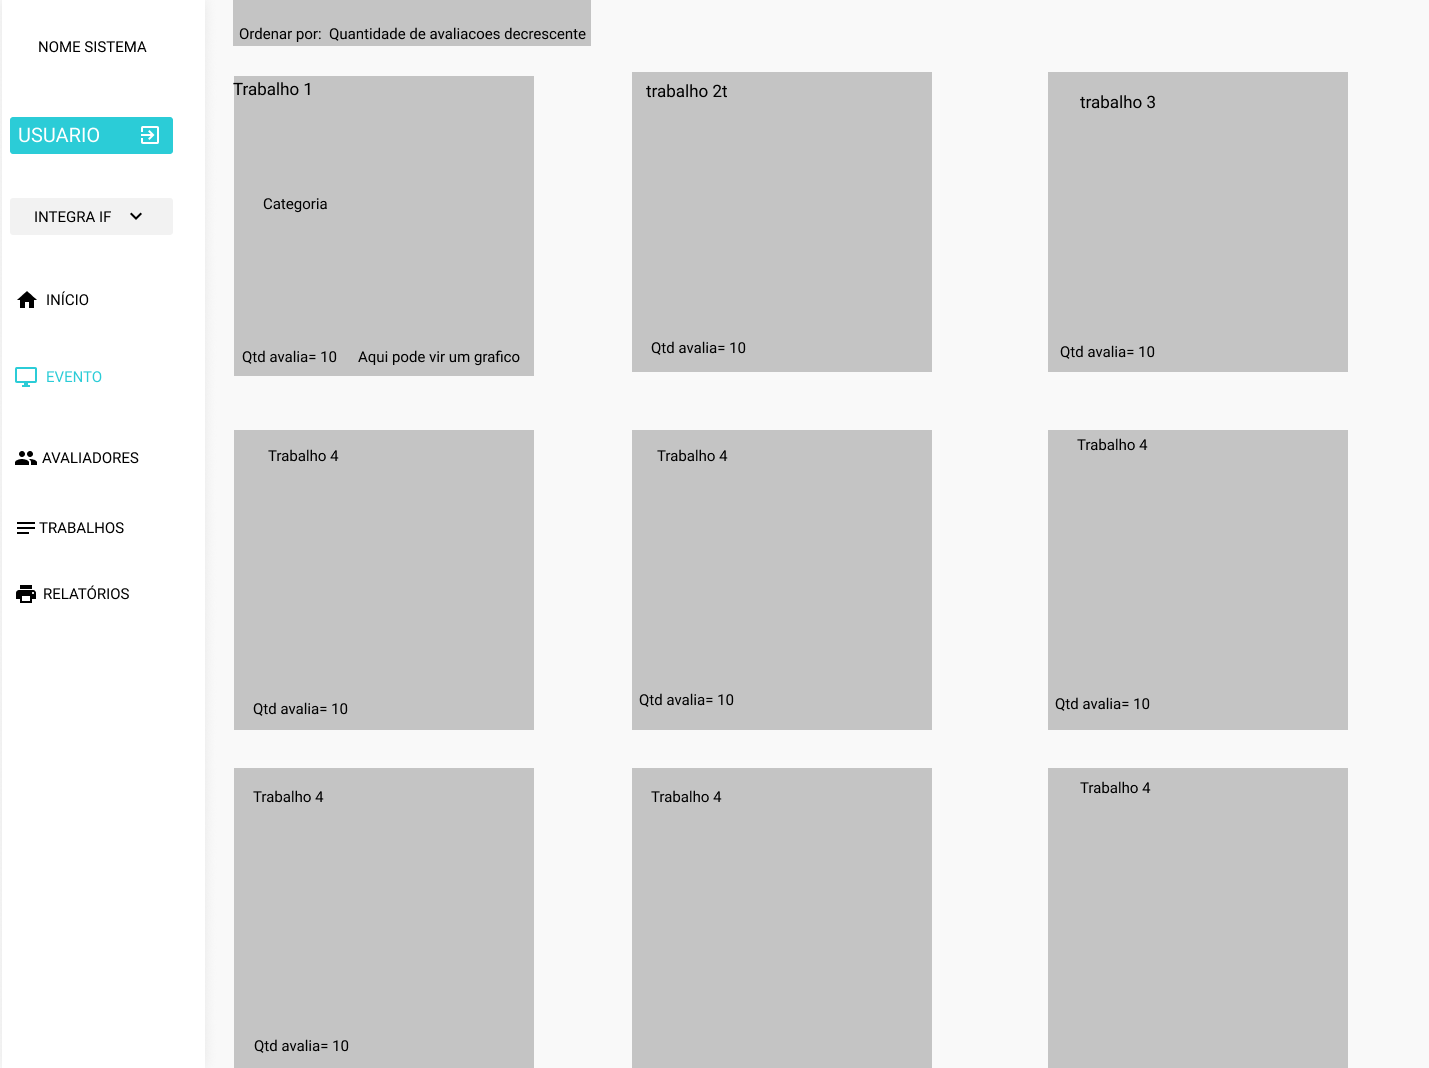 NOME SISTEMA
USUARIO
INTEGRA IF
INÍCIO
EVENTO
AVALIADORES
TRABALHOS
RELATÓRIOS
Ordenar por: Quantidade de avaliacoes decrescente
Trabalho 1
Categoria
Qtd avalia= 10
Aqui pode vir um grafico
trabalho 2t
Qtd avalia= 10
trabalho 3
Qtd avalia= 10
Trabalho 4
Qtd avalia= 10
Trabalho 4
Qtd avalia= 10
Trabalho 4
Qtd avalia= 10
Trabalho 4
Qtd avalia= 10
Trabalho 4
Trabalho 4